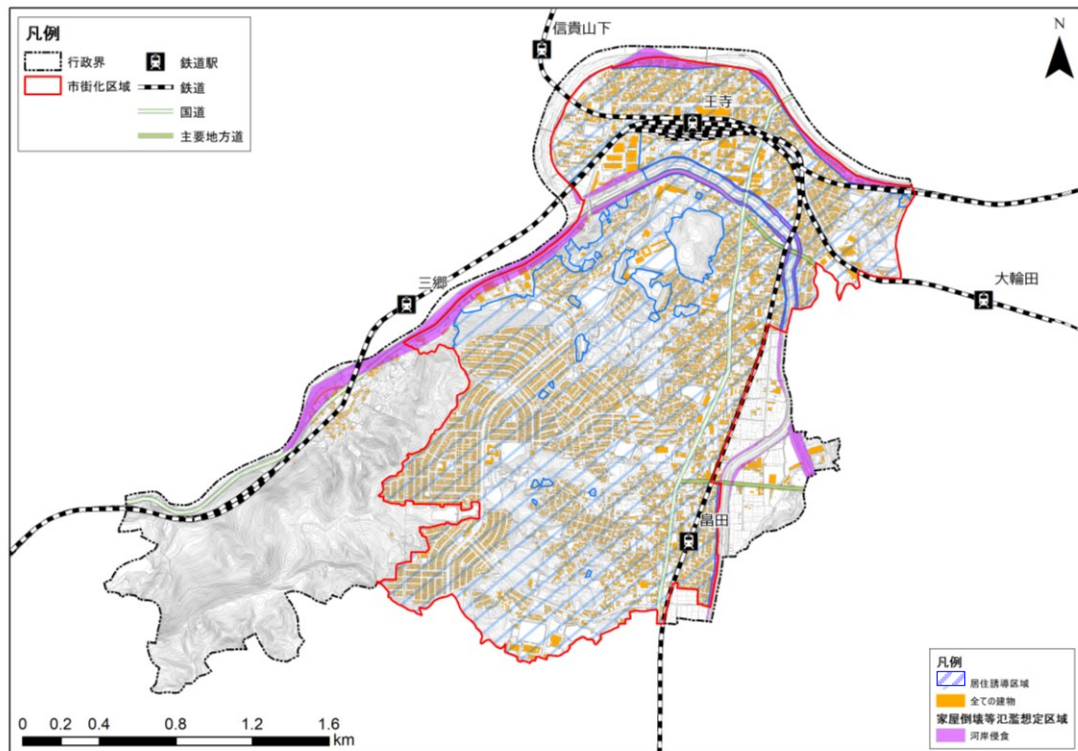 凡例
行政界
鉄道駅
市街化区域
鉄道
国道
主要地方道
信貴山下
N
王寺
三郷
大輪田
畠田
0 0.2 0.4 0.8 1.2 1.6
km
凡例
居住誘導区域
全ての建物
家屋倒壊等氾濫想定区域
河岸侵食